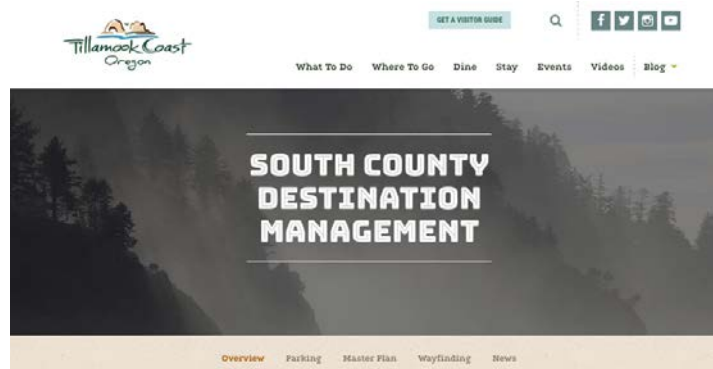 GET A VISITOR GUIDE
Tillamook Coast
Oregon
What To Do Where To Go Dine Stay Events Videos Blog
SOUTH COUNTY
DESTINATION
MANAGEMENT
Overview Parking Master Plan Wayfinding News